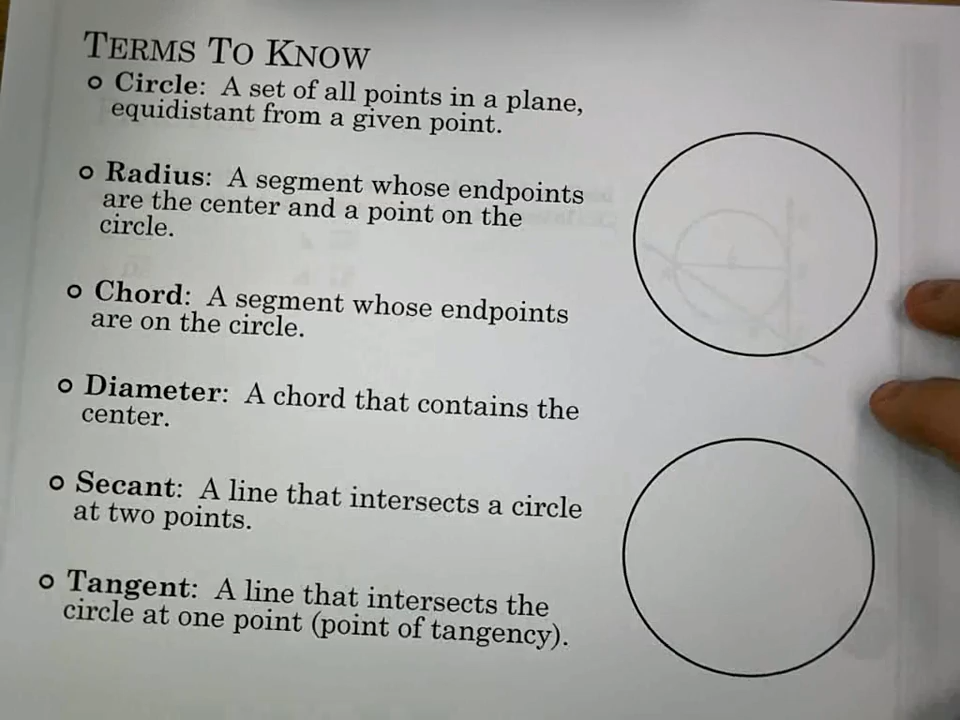 TERMS TO KNOW
Circle: A set of all points in a plane,
equidistant from a given point.
Radius: A segment whose endpoints
are the center and a point on the
circle.
Chord: A segment whose endpoints
are on the circle.
Diameter: A chord that contains the
center.
Secant: A line that intersects a circle
at two points.
Tangent: A line that intersects the
circle at one point (point of tangency).